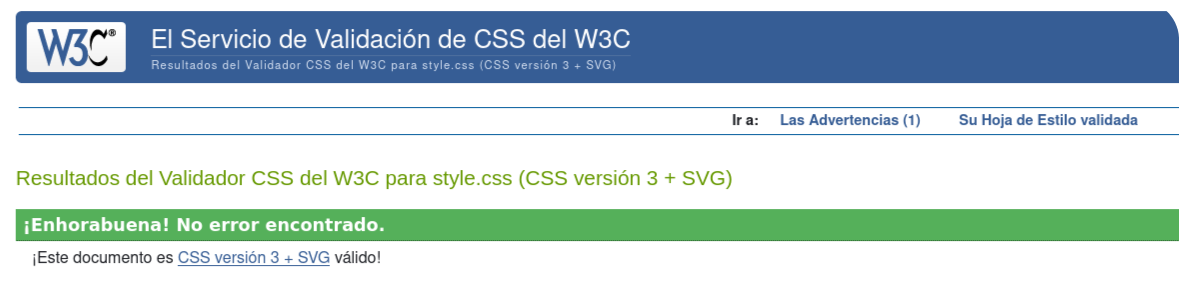 W3C® El Servicio de Validación de CSS del W3C
Resultados del Validador CSS del W3C para style.css (CSS versión 3 + SVG)
Ir a: Las Advertencias (1) Su Hoja de Estilo validada
Resultados del Validador CSS del W3C para style.css (CSS versión 3 + SVG)
¡Enhorabuena! No error encontrado.
¡Este documento es CSS versión 3 + SVG válido!